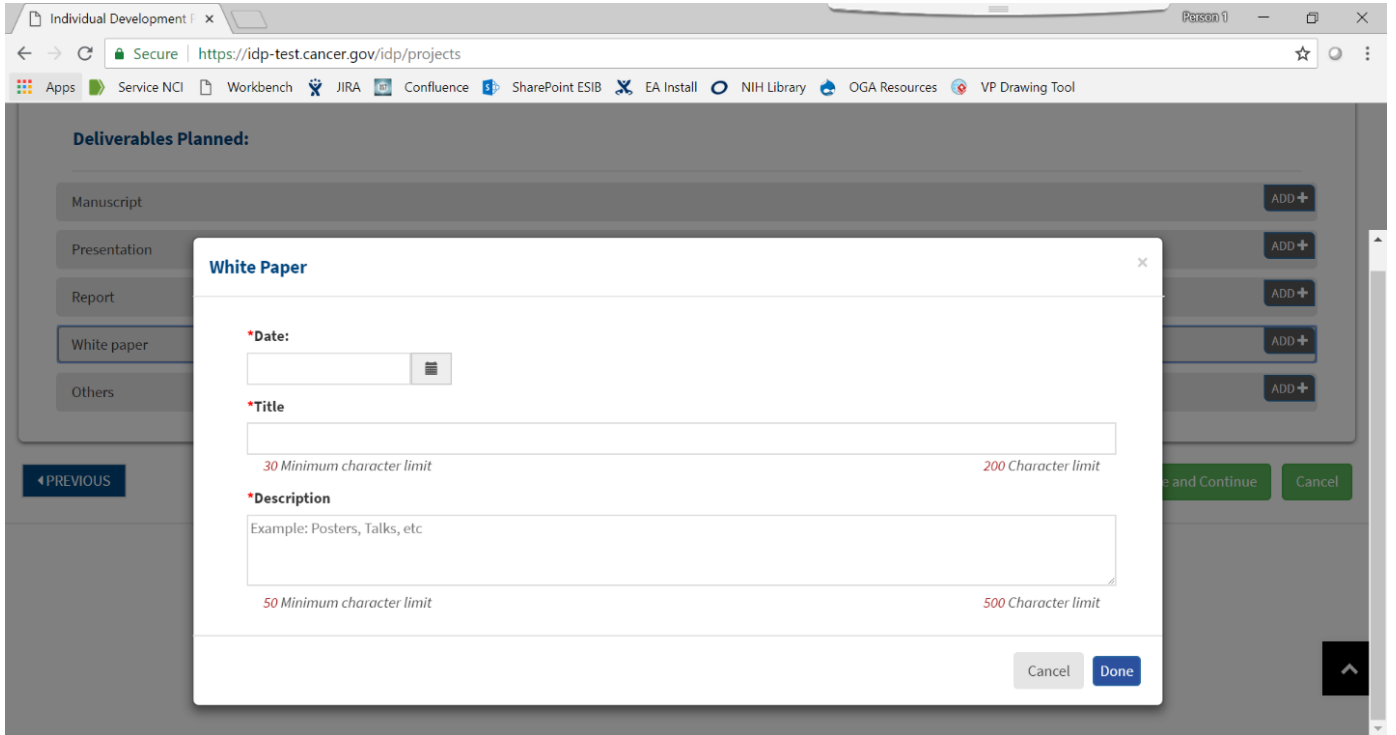 Individual Development F
Person 1
Secure https://idp-test.cancer.gov/idp/projects
Apps Service NCI Workbench JIRA Confluence SharePoint ESIB EA Install NIH Library OGA Resources VP Drawing Tool
Deliverables Planned:
Manuscript ADD
Presentation ADD
Report ADD
White paper ADD
Others ADD
White Paper
*Date:
*Title
30 Minimum character limit 200 Character limit
*Description
Example: Posters, Talks, etc
50 Minimum character limit 500 Character limit
Cancel Done
PREVIOUS e and Continue Cancel